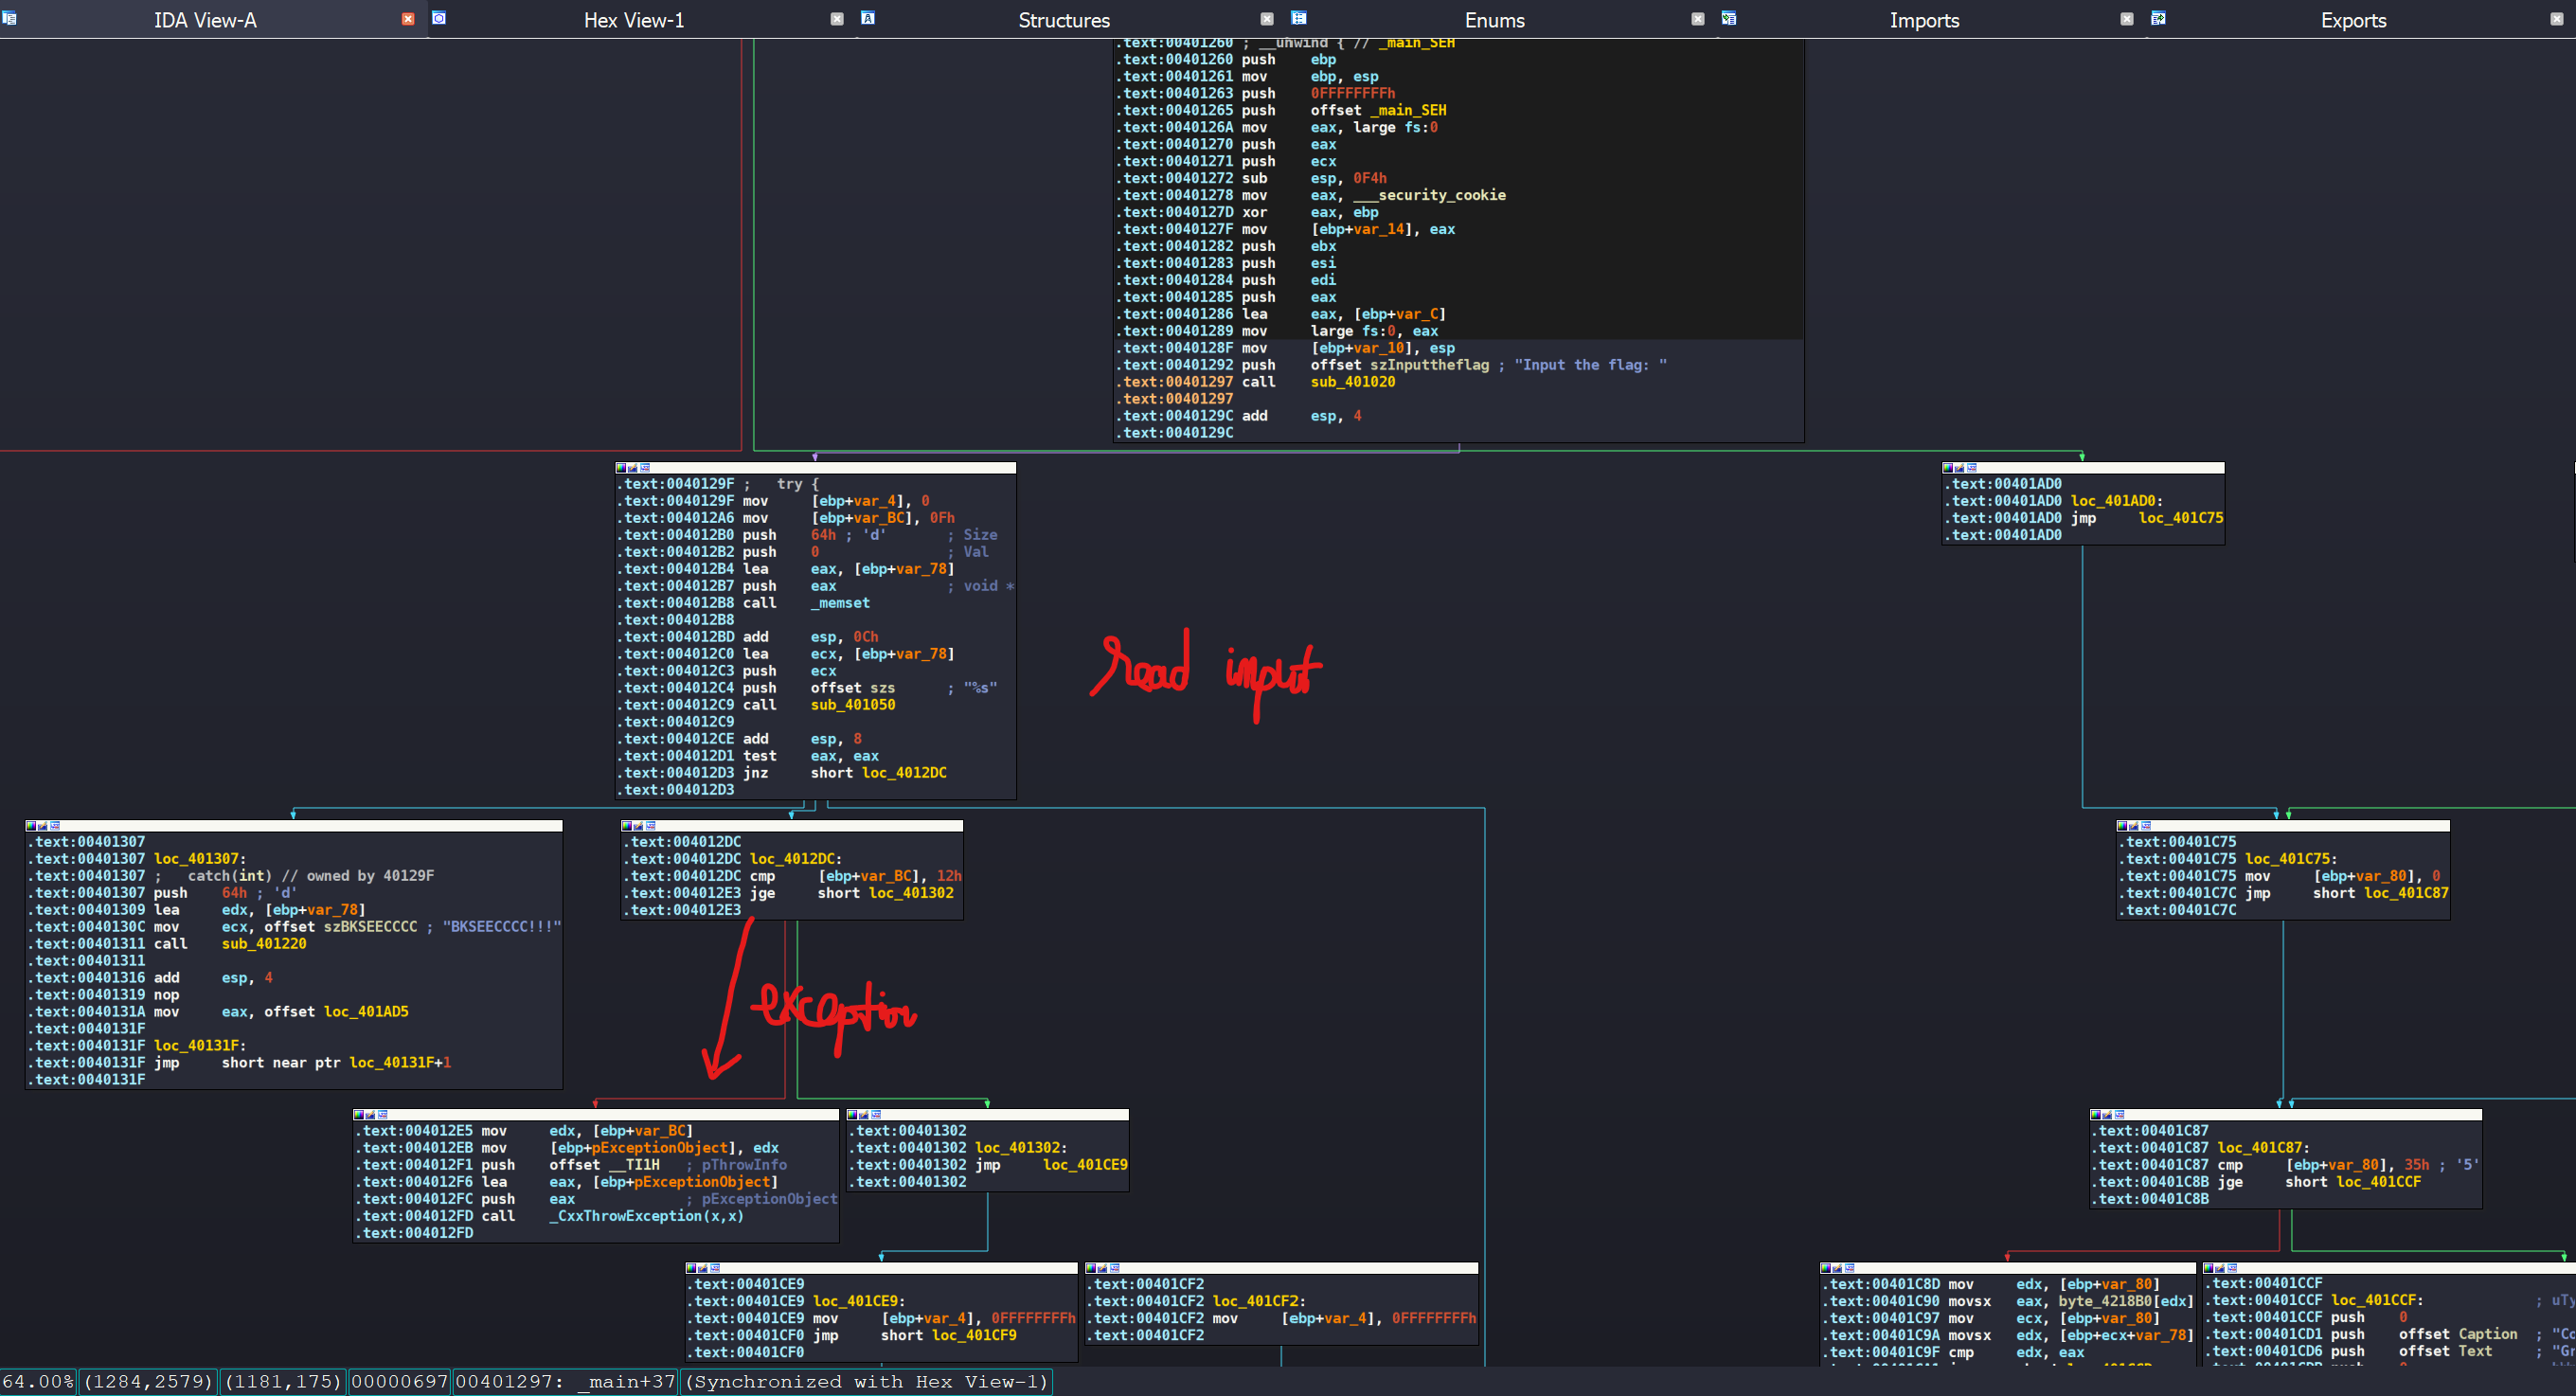 IDA View-A
Hex View-1
Structures
Enums
Imports
Exports
.text:00401260 ; __unwind { // _main_SEH
.text:00401260 push ebp
.text:00401261 mov ebp, esp
.text:00401263 push 0FFFFFFFFh
.text:00401265 push offset _main_SEH
.text:0040126A mov eax, large fs:0
.text:00401270 push eax
.text:00401271 push ecx
.text:00401272 sub esp, 0F4h
.text:00401278 mov eax, ___security_cookie
.text:0040127D xor eax, ebp
.text:0040127F mov [ebp+var_14], eax
.text:00401282 push ebx
.text:00401283 push esi
.text:00401284 push edi
.text:00401285 push eax
.text:00401286 lea eax, [ebp+var_C]
.text:00401289 mov large fs:0, eax
.text:0040128F mov [ebp+var_10], esp
.text:00401292 push offset szInputtheflag ; "Input the flag: "
.text:00401297 call sub_401020
.text:00401297
.text:0040129C add esp, 4
.text:0040129C
.text:0040129F ; try {
.text:0040129F mov [ebp+var_4], 0
.text:004012A6 mov [ebp+var_BC], 0Fh
.text:004012B0 push 64h ; 'd' ; Size
.text:004012B2 push 0 ; Val
.text:004012B4 lea eax, [ebp+var_78]
.text:004012B7 push eax ; void *
.text:004012B8 call _memset
.text:004012B8
.text:004012BD add esp, 0Ch
.text:004012C0 lea ecx, [ebp+var_78]
.text:004012C3 push ecx
.text:004012C4 push offset szs ; "%s"
.text:004012C9 call sub_401050
.text:004012C9
.text:004012CE add esp, 8
.text:004012D1 test eax, eax
.text:004012D3 jnz short loc_4012DC
.text:004012D3
read input
.text:00401AD0
.text:00401AD0 loc_401AD0:
.text:00401AD0 jmp loc_401C75
.text:00401AD0
.text:00401307
.text:00401307 loc_401307:
.text:00401307 ; catch(int) // owned by 40129F
.text:00401307 push 64h ; 'd'
.text:00401309 lea edx, [ebp+var_78]
.text:0040130C mov ecx, offset szBKSEECCCC ; "BKSEECCCC!!!"
.text:00401311 call sub_401220
.text:00401311
.text:00401316 add esp, 4
.text:00401319 nop
.text:0040131A mov eax, offset loc_401AD5
.text:0040131F
.text:0040131F loc_40131F:
.text:0040131F jmp short near ptr loc_40131F+1
.text:0040131F
.text:004012DC
.text:004012DC loc_4012DC:
.text:004012DC cmp [ebp+var_BC], 12h
.text:004012E3 jge short loc_401302
.text:004012E3
exception
.text:00401C75
.text:00401C75 loc_401C75:
.text:00401C75 mov [ebp+var_80], 0
.text:00401C7C jmp short loc_401C87
.text:00401C7C
.text:004012E5 mov edx, [ebp+var_BC]
.text:004012EB mov [ebp+pExceptionObject], edx
.text:004012F1 push offset __TI1H ; pThrowInfo
.text:004012F6 lea eax, [ebp+pExceptionObject]
.text:004012FC push eax ; pExceptionObject
.text:004012FD call _CxxThrowException(x,x)
.text:004012FD
.text:00401302
.text:00401302 loc_401302:
.text:00401302 jmp loc_401CE9
.text:00401302
.text:00401C87
.text:00401C87 loc_401C87:
.text:00401C87 cmp [ebp+var_80], 35h ; '5'
.text:00401C8B jge short loc_401CCF
.text:00401C8B
.text:00401CE9
.text:00401CE9 loc_401CE9:
.text:00401CE9 mov [ebp+var_4], 0FFFFFFFFh
.text:00401CF0 jmp short loc_401CF9
.text:00401CF0
.text:00401CF2
.text:00401CF2 loc_401CF2:
.text:00401CF2 mov [ebp+var_4], 0FFFFFFFFh
.text:00401CF2
.text:00401C8D mov edx, [ebp+var_80]
.text:00401C90 movsx eax, byte_4218B0[edx]
.text:00401C97 mov ecx, [ebp+var_80]
.text:00401C9A movsx edx, [ebp+ecx+var_78]
.text:00401C9F cmp edx, eax
.text:00401CCF
.text:00401CCF loc_401CCF: ; uTy
.text:00401CCF push 0
.text:00401CD1 push offset Caption ; "Co
.text:00401CD6 push offset Text ; "Gr
64.00% (1284,2579) (1181,175) 00000697 00401297: _main+37 (Synchronized with Hex View-1)